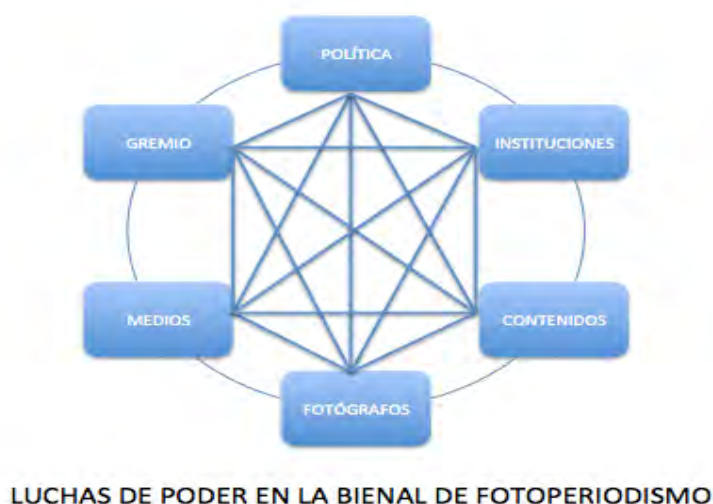 POLÍTICA
GREMIO
INSTITUCIONES
MEDIOS
CONTENIDOS
FOTÓGRAFOS
LUCHAS DE PODER EN LA BIENAL DE FOTOPERIODISMO